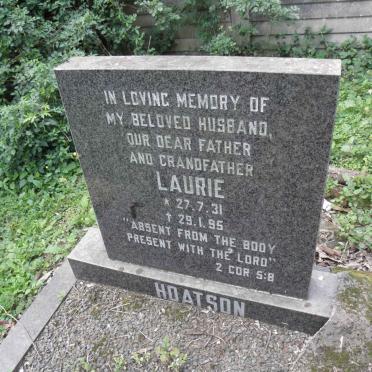 IN LOVING MEMORY OF
MY BELOVED HUSBAND,
OUR DEAR FATHER
AND GRANDFATHER
LAURIE
* 27.7.31
† 29.1.95
"ABSENT FROM THE BODY
PRESENT WITH THE LORD"
2 COR 5:8
HOATSON